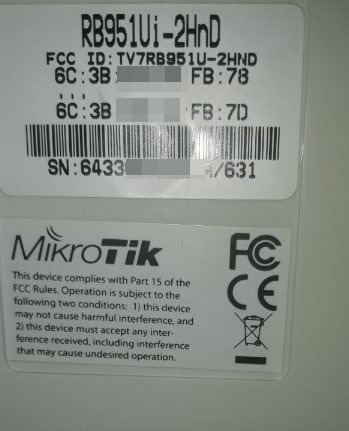 RB951Ui-2HnD
FCC ID:TV7RB951U-2HND
6C:3B FB:78
...
6C:3B FB:7D
SN:6433 /631
MikroTik
FC
CE
This device complies with Part 15 of the
FCC Rules. Operation is subject to the
following two conditions: 1) this device
may not cause harmful interference, and
2) this device must accept any inter-
ference received, including interference
that may cause undesired operation.